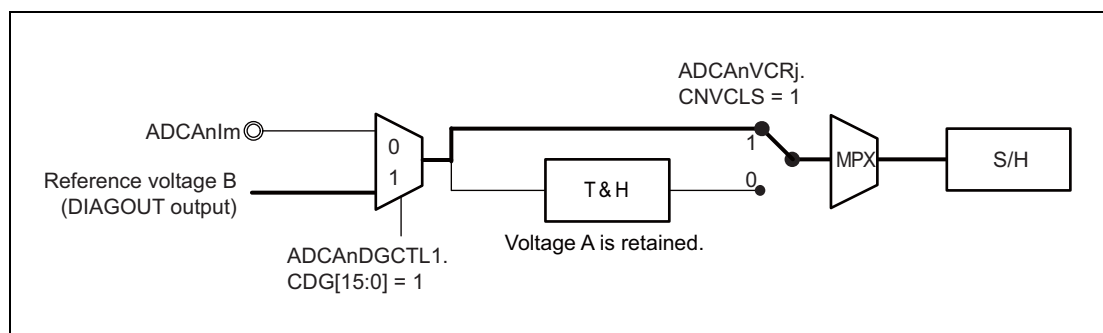 ADCAnVCRj.
CNVCLS = 1
ADCAnIm
0
1
Reference voltage B
(DIAGOUT output)
1
0
MPX
S/H
T & H
Voltage A is retained.
ADCAnDGCTL1.
CDG[15:0] = 1